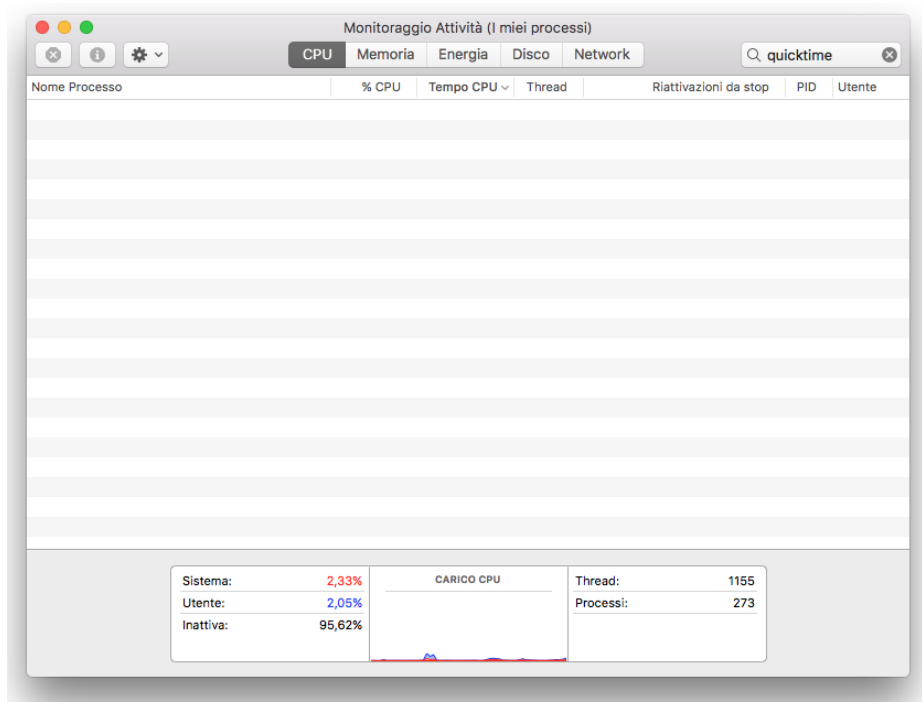 Monitoraggio Attività (I miei processi)
CPU Memoria Energia Disco Network quicktime
Nome Processo % CPU Tempo CPU Thread Riattivazioni da stop PID Utente
Sistema: 2,33% CARICO CPU Thread: 1155
Utente: 2,05% Processi: 273
Inattiva: 95,62%